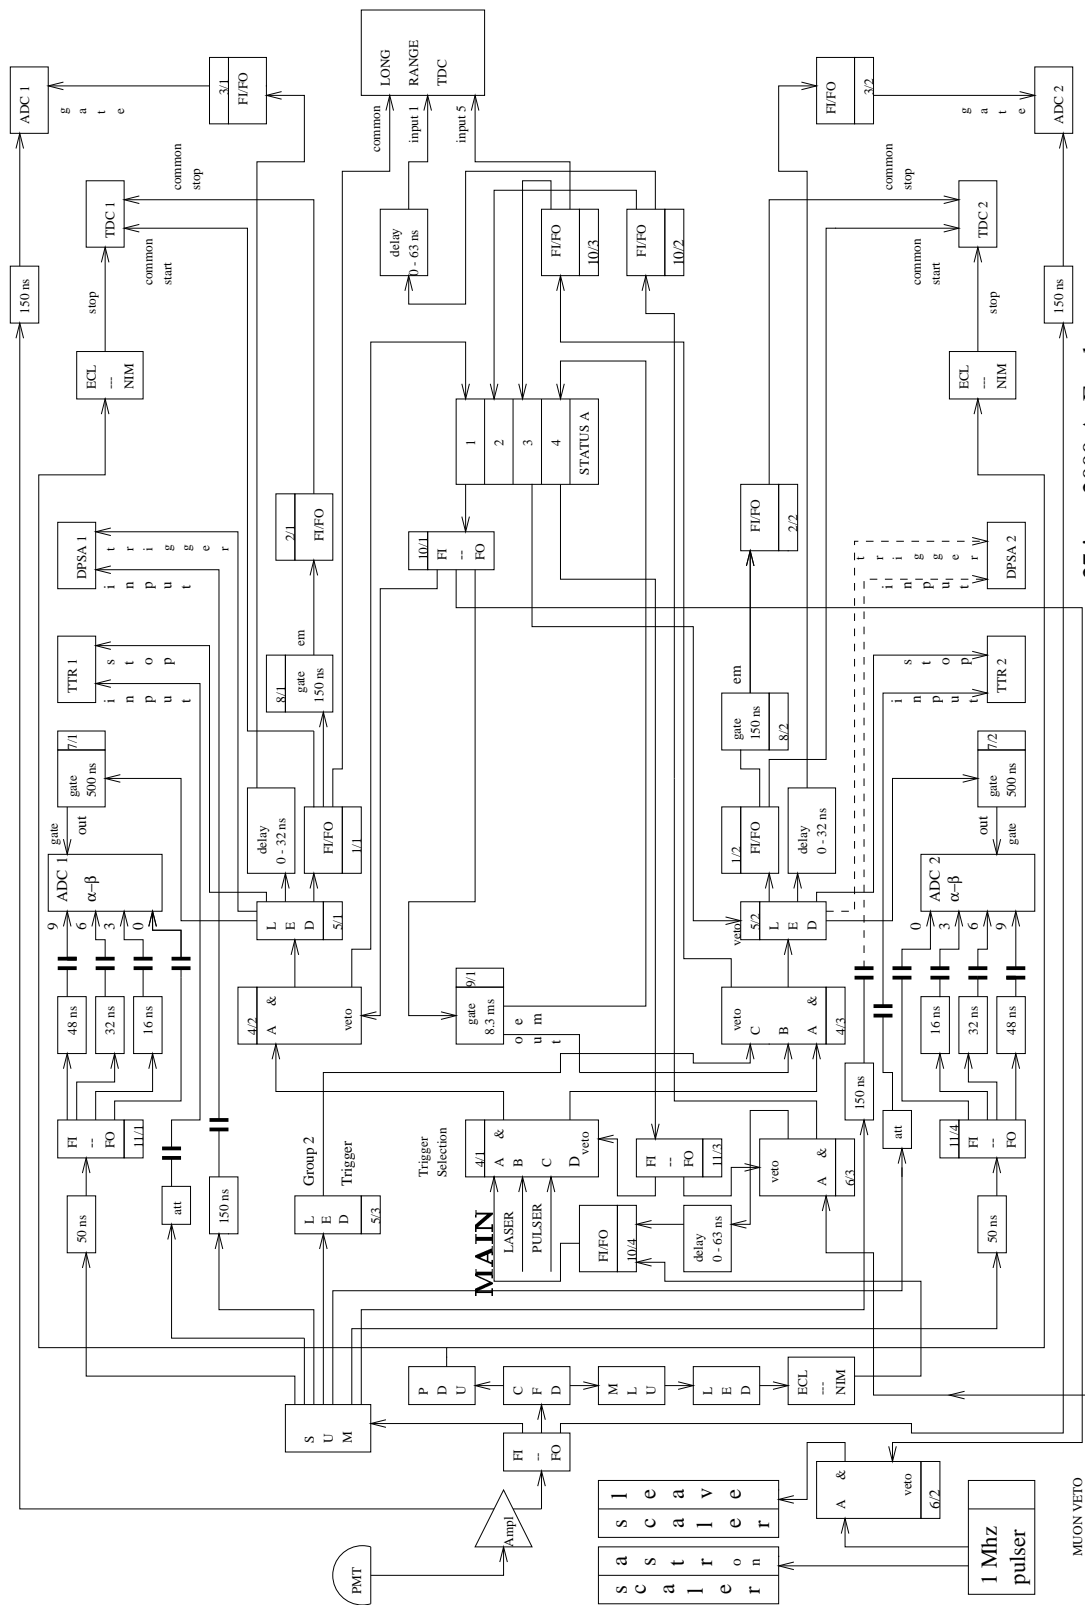 ADC 1
gate
3/1
FI/FO
150 ns
TDC 1
common
stop
common
start
stop
ECL
---
NIM
LONG
RANGE
TDC
common
input 1
input 5
delay
0 - 63 ns
FI/FO
10/3
FI/FO
10/2
FI/FO
3/2
gate
ADC 2
150 ns
common
stop
TDC 2
common
start
stop
ECL
---
NIM
1
2
3
4
STATUS A
10/1
FI
--
FO
DPSA 1
trigger
input
TTR 1
stop
input
2/1
FI/FO
em
8/1
gate
150 ns
7/1
gate
500 ns
gate
out
ADC 1
α-β
9
6
3
0
48 ns
32 ns
16 ns
FI
--
FO
11/1
50 ns
att
150 ns
delay
0 - 32 ns
FI/FO
1/1
LED
5/1
4/2
A &
veto
9/1
gate
8.3 ms
em
out
FI/FO
2/2
em
gate
150 ns
8/2
1/2
FI/FO
delay
0 - 32 ns
veto
5/2
LED
veto
C
B
A &
4/3
DPSA 2
trigger
input
TTR 2
stop
input
7/2
gate
500 ns
out
gate
ADC 2
α-β
0
3
6
9
16 ns
32 ns
48 ns
150 ns
att
11/4
FI
--
FO
50 ns
Group 2
Trigger
LED
5/3
Trigger
Selection
4/1
A &
B
C
D
veto
MAIN
LASER
PULSER
FI
--
FO
11/3
veto
A &
6/3
FI/FO
10/4
delay
0 - 63 ns
SUM
PDU
CFD
MLU
LED
ECL
---
NIM
FI
--
FO
Ampl
PMT
slave
scaler
astron
scaler
A &
veto
6/2
1 Mhz
pulser
MUON VETO